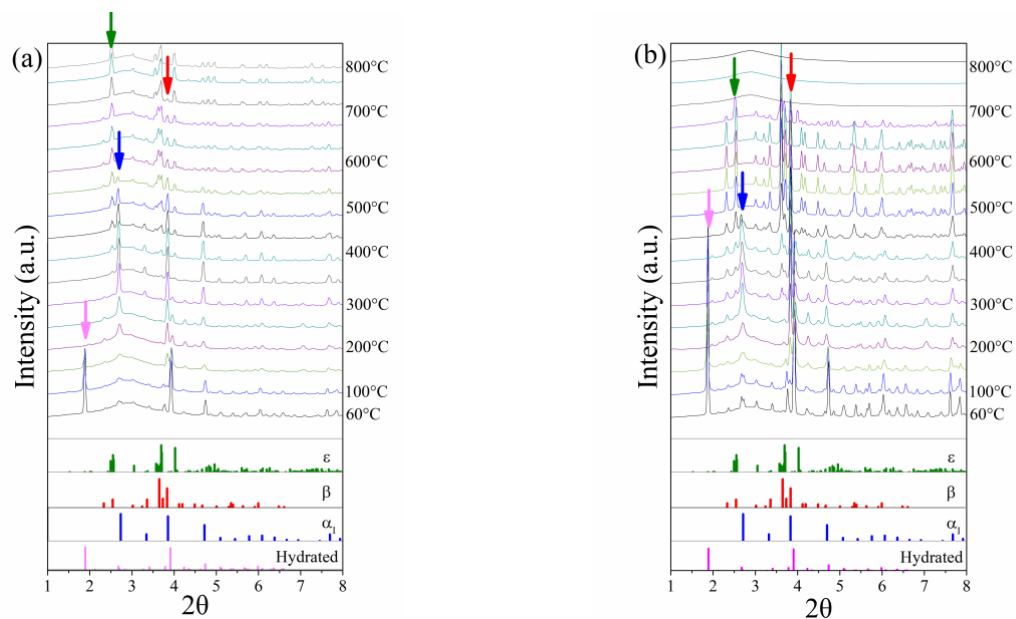 (a)
800°C
700°C
600°C
500°C
400°C
300°C
200°C
100°C
60°C
Intensity (a.u.)
ε
β
αI
Hydrated
1 2 3 4 5 6 7 8
2θ
(b)
800°C
700°C
600°C
500°C
400°C
300°C
200°C
100°C
60°C
Intensity (a.u.)
ε
β
αI
Hydrated
1 2 3 4 5 6 7 8
2θ